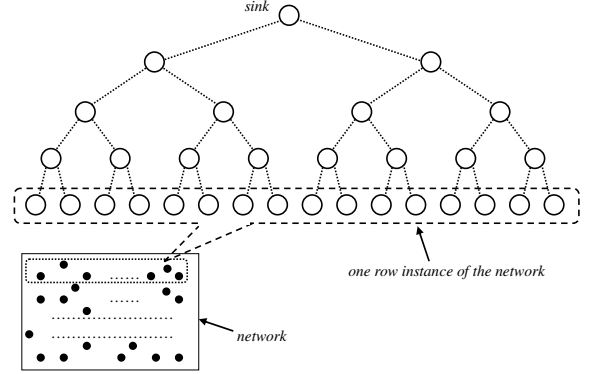 sink
one row instance of the network
network